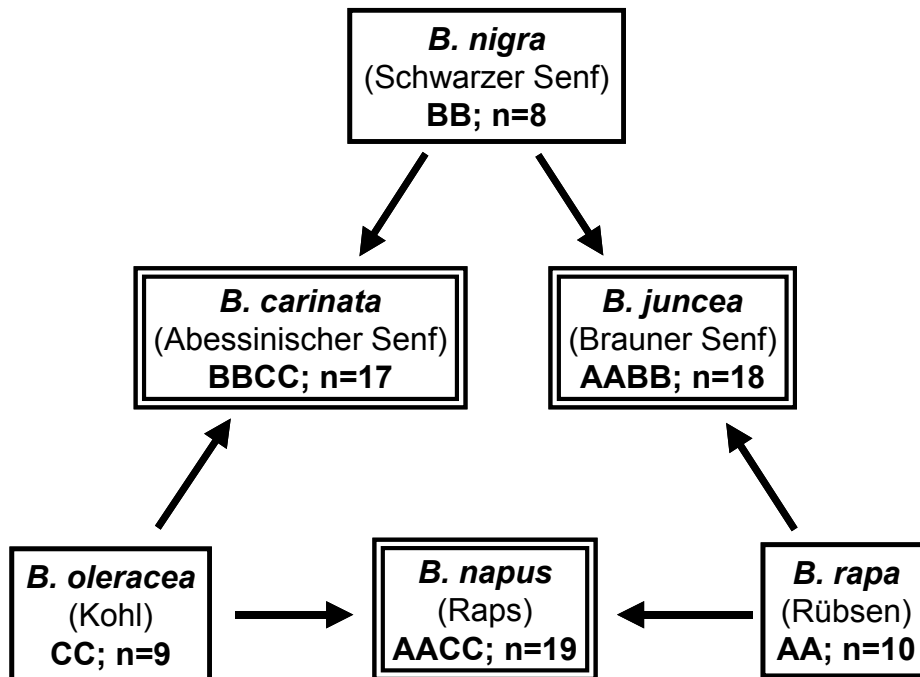 B. nigra
(Schwarzer Senf)
BB; n=8
B. carinata
(Abessinischer Senf)
BBCC; n=17
B. juncea
(Brauner Senf)
AABB; n=18
B. oleracea
(Kohl)
CC; n=9
B. napus
(Raps)
AACC; n=19
B. rapa
(Rübsen)
AA; n=10